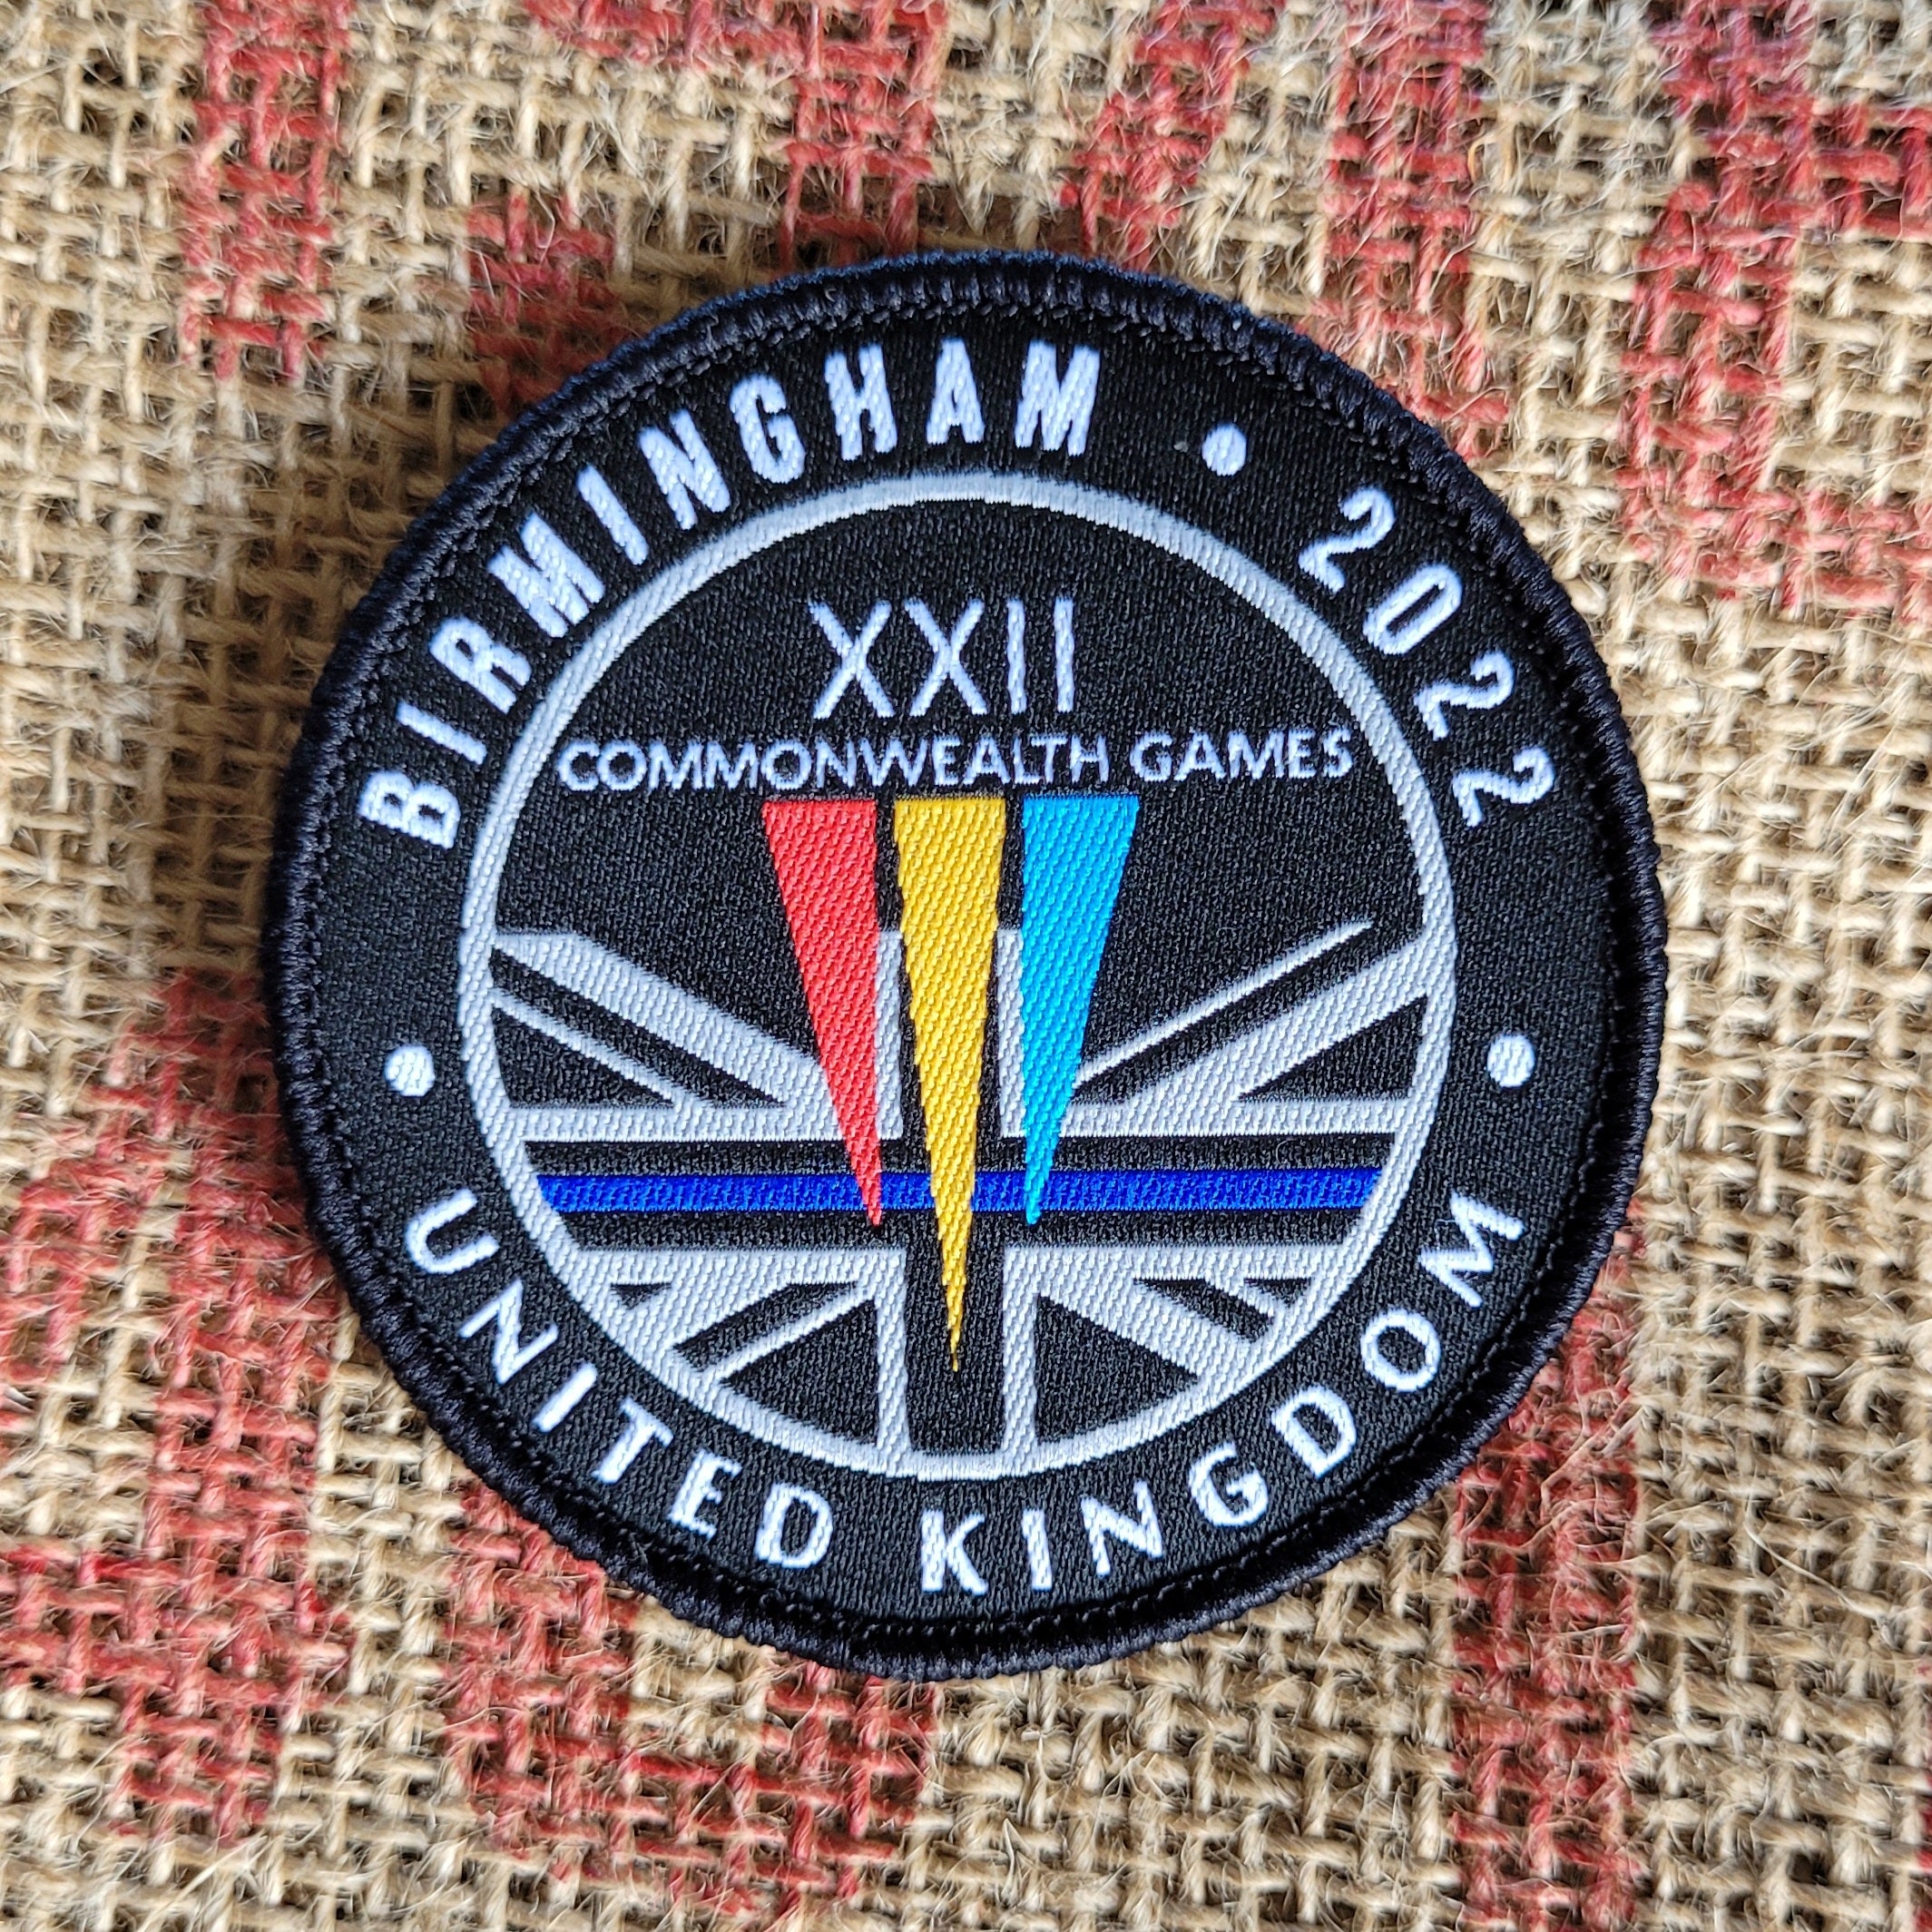 BIRMINGHAM • 2022
XXII
COMMONWEALTH GAMES
• UNITED KINGDOM •